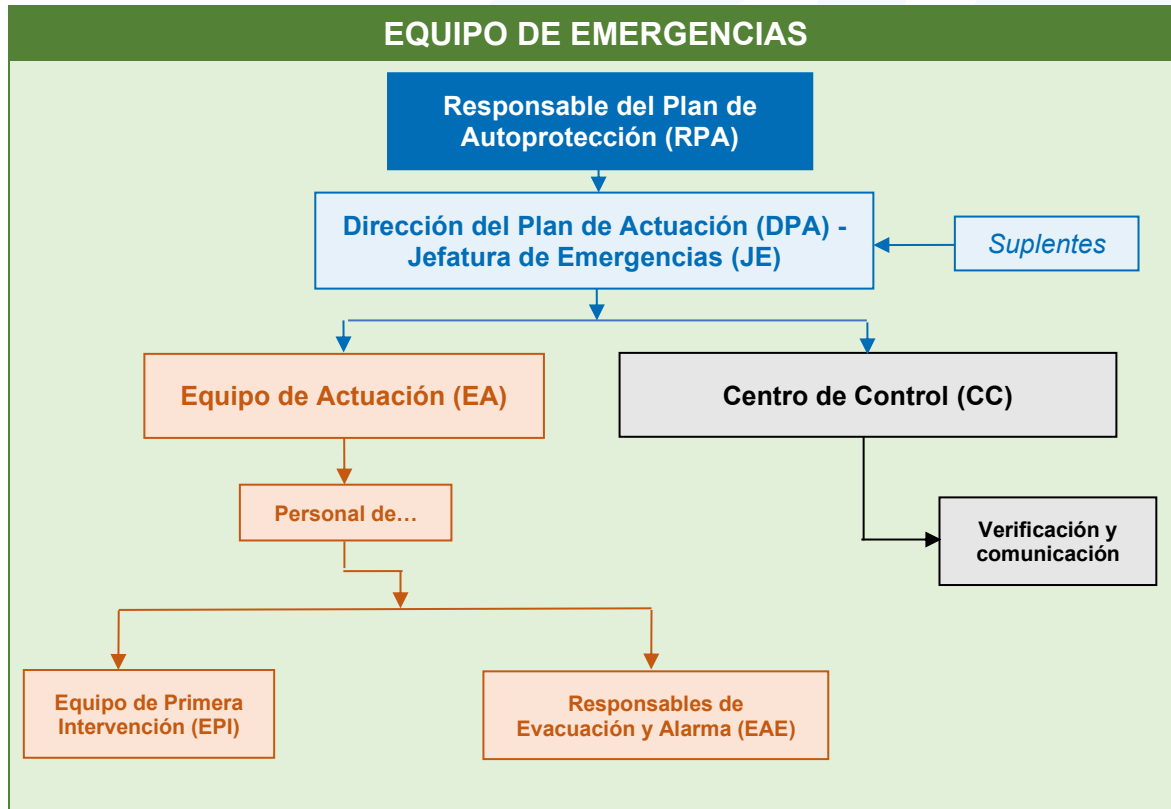 EQUIPO DE EMERGENCIAS
Responsable del Plan de
Autoprotección (RPA)
Dirección del Plan de Actuación (DPA) -
Jefatura de Emergencias (JE)
Suplentes
Equipo de Actuación (EA)
Centro de Control (CC)
Personal de…
Verificación y
comunicación
Equipo de Primera
Intervención (EPI)
Responsables de
Evacuación y Alarma (EAE)